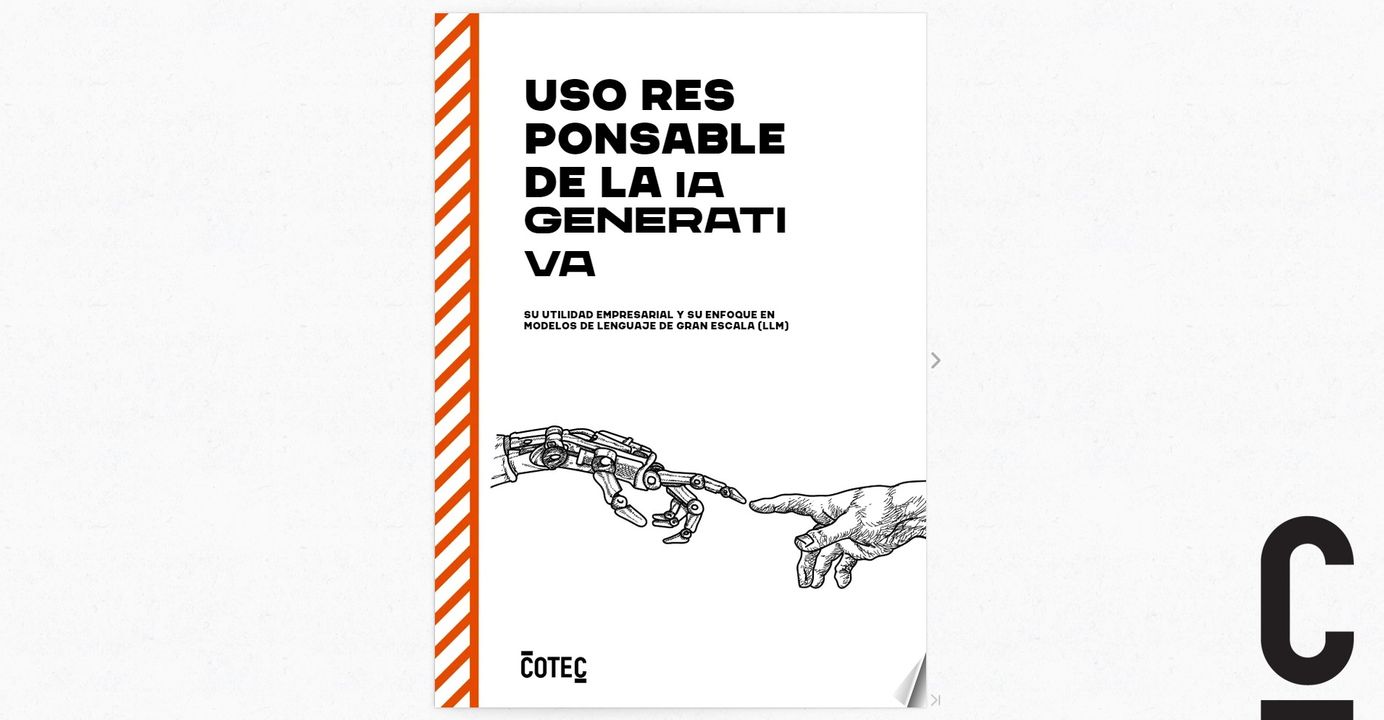 USO RES
PONSABLE
DE LA IA
GENERATI
VA
SU UTILIDAD EMPRESARIAL Y SU ENFOQUE EN
MODELOS DE LENGUAJE DE GRAN ESCALA (LLM)
COTEC
C